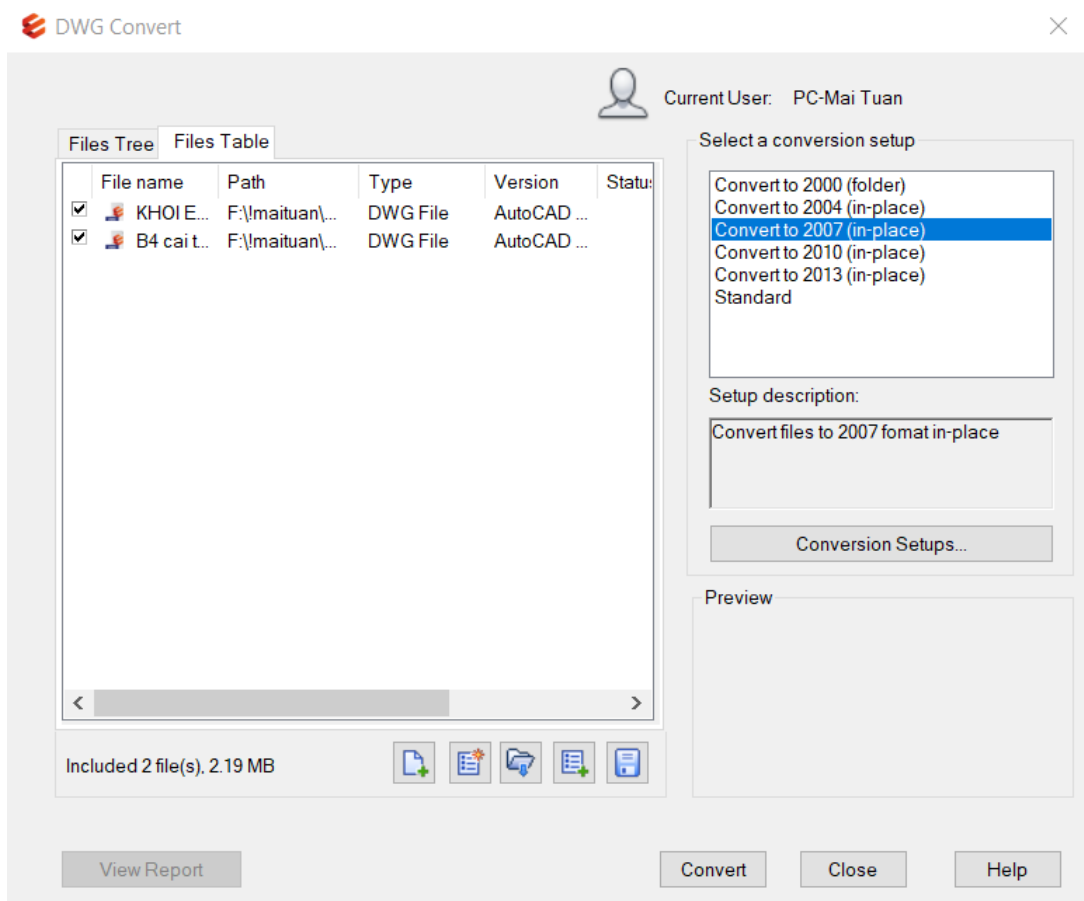 DWG Convert
Current User: PC-Mai Tuan
Files Tree Files Table
File name Path Type Version Status
KHOI E... F:\!maituan\... DWG File AutoCAD ...
B4 cai t... F:\!maituan\... DWG File AutoCAD ...
Included 2 file(s), 2.19 MB
Select a conversion setup
Convert to 2000 (folder)
Convert to 2004 (in-place)
Convert to 2007 (in-place)
Convert to 2010 (in-place)
Convert to 2013 (in-place)
Standard
Setup description:
Convert files to 2007 fomat in-place
Conversion Setups...
Preview
View Report
Convert
Close
Help